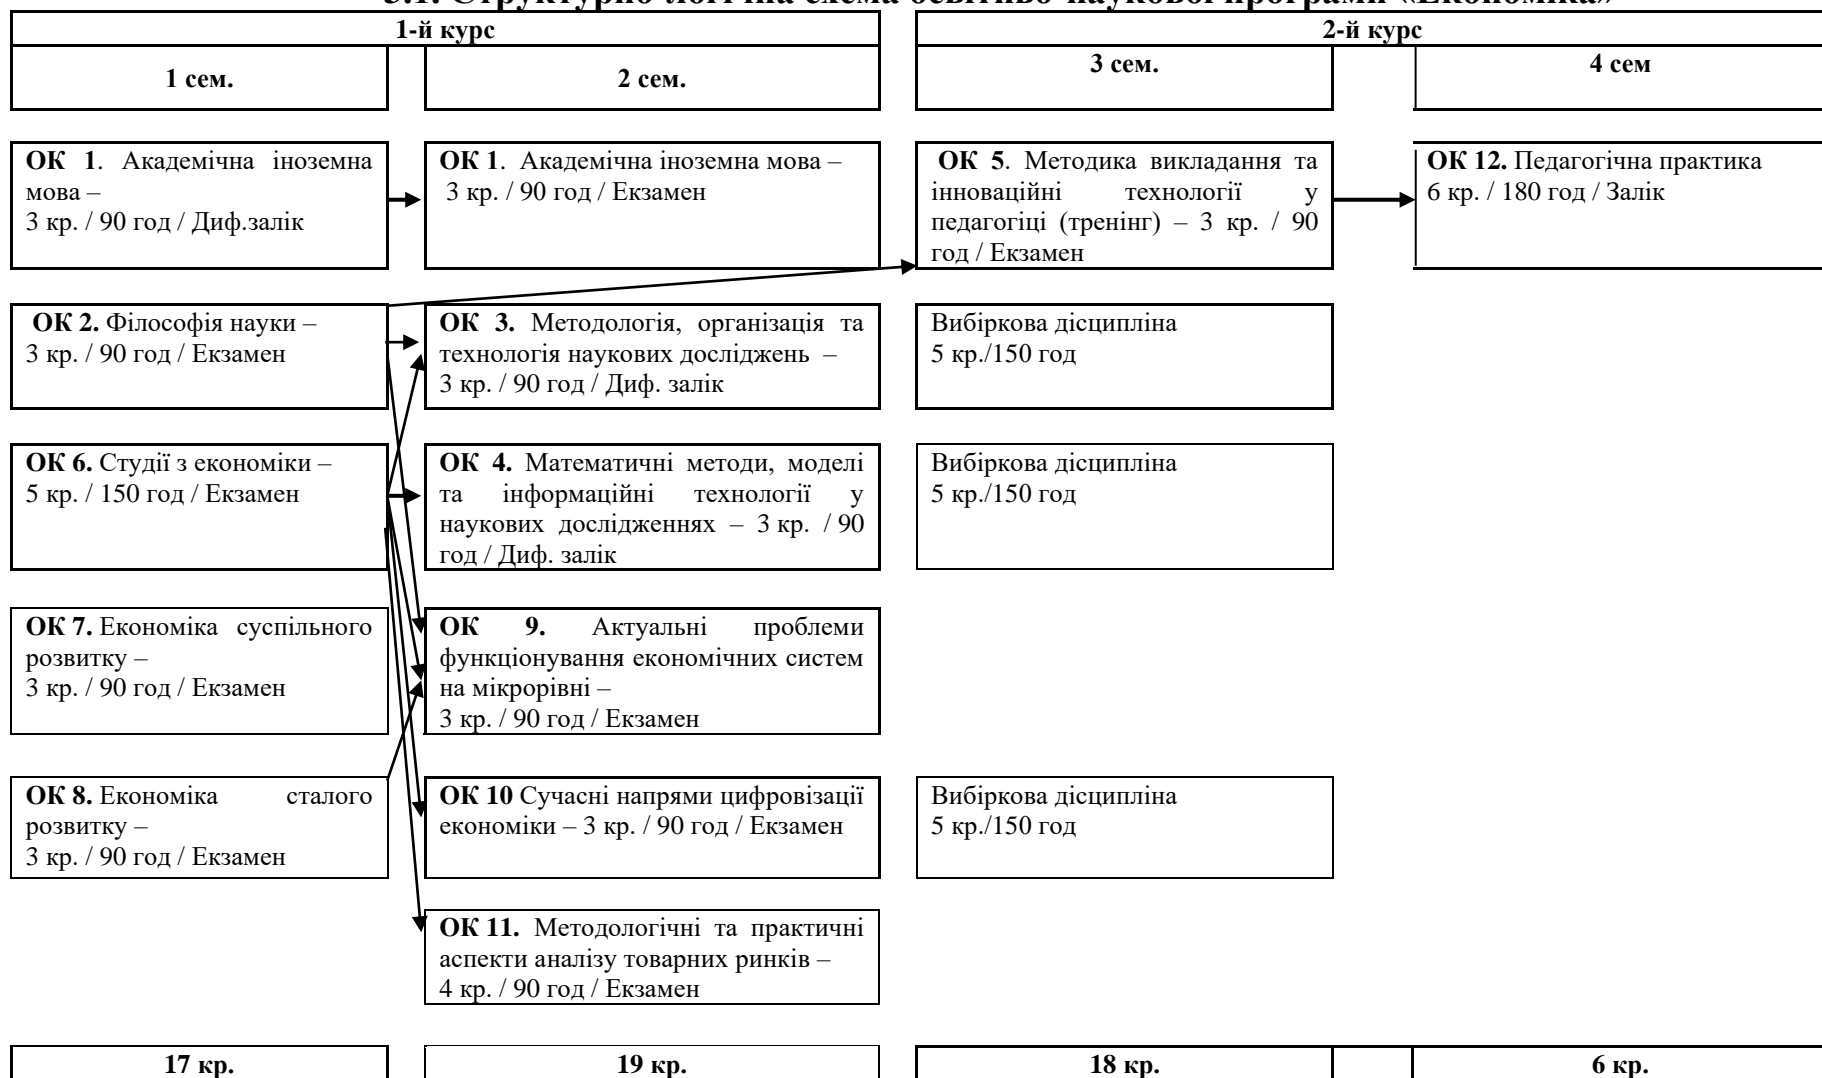 3.1. Структурно-логічна схема освітньо-наукової програми «Економіка»
1-й курс
2-й курс
1 сем.
2 сем.
3 сем.
4 сем
ОК 1. Академічна іноземна
мова –
3 кр. / 90 год / Диф.залік
ОК 1. Академічна іноземна мова –
3 кр. / 90 год / Екзамен
ОК 5. Методика викладання та
інноваційні технології у
педагогіці (тренінг) – 3 кр. / 90
год / Екзамен
ОК 12. Педагогічна практика
6 кр. / 180 год / Залік
ОК 2. Філософія науки –
3 кр. / 90 год / Екзамен
ОК 3. Методологія, організація та
технологія наукових досліджень –
3 кр. / 90 год / Диф. залік
Вибіркова дісципліна
5 кр./150 год
ОК 6. Студії з економіки –
5 кр. / 150 год / Екзамен
ОК 4. Математичні методи, моделі
та інформаційні технології у
наукових дослідженнях – 3 кр. / 90
год / Диф. залік
Вибіркова дісципліна
5 кр./150 год
ОК 7. Економіка суспільного
розвитку –
3 кр. / 90 год / Екзамен
ОК 9. Актуальні проблеми
функціонування економічних систем
на мікрорівні –
3 кр. / 90 год / Екзамен
ОК 8. Економіка сталого
розвитку –
3 кр. / 90 год / Екзамен
ОК 10 Сучасні напрями цифровізації
економіки – 3 кр. / 90 год / Екзамен
Вибіркова дісципліна
5 кр./150 год
ОК 11. Методологічні та практичні
аспекти аналізу товарних ринків –
4 кр. / 90 год / Екзамен
17 кр.
19 кр.
18 кр.
6 кр.